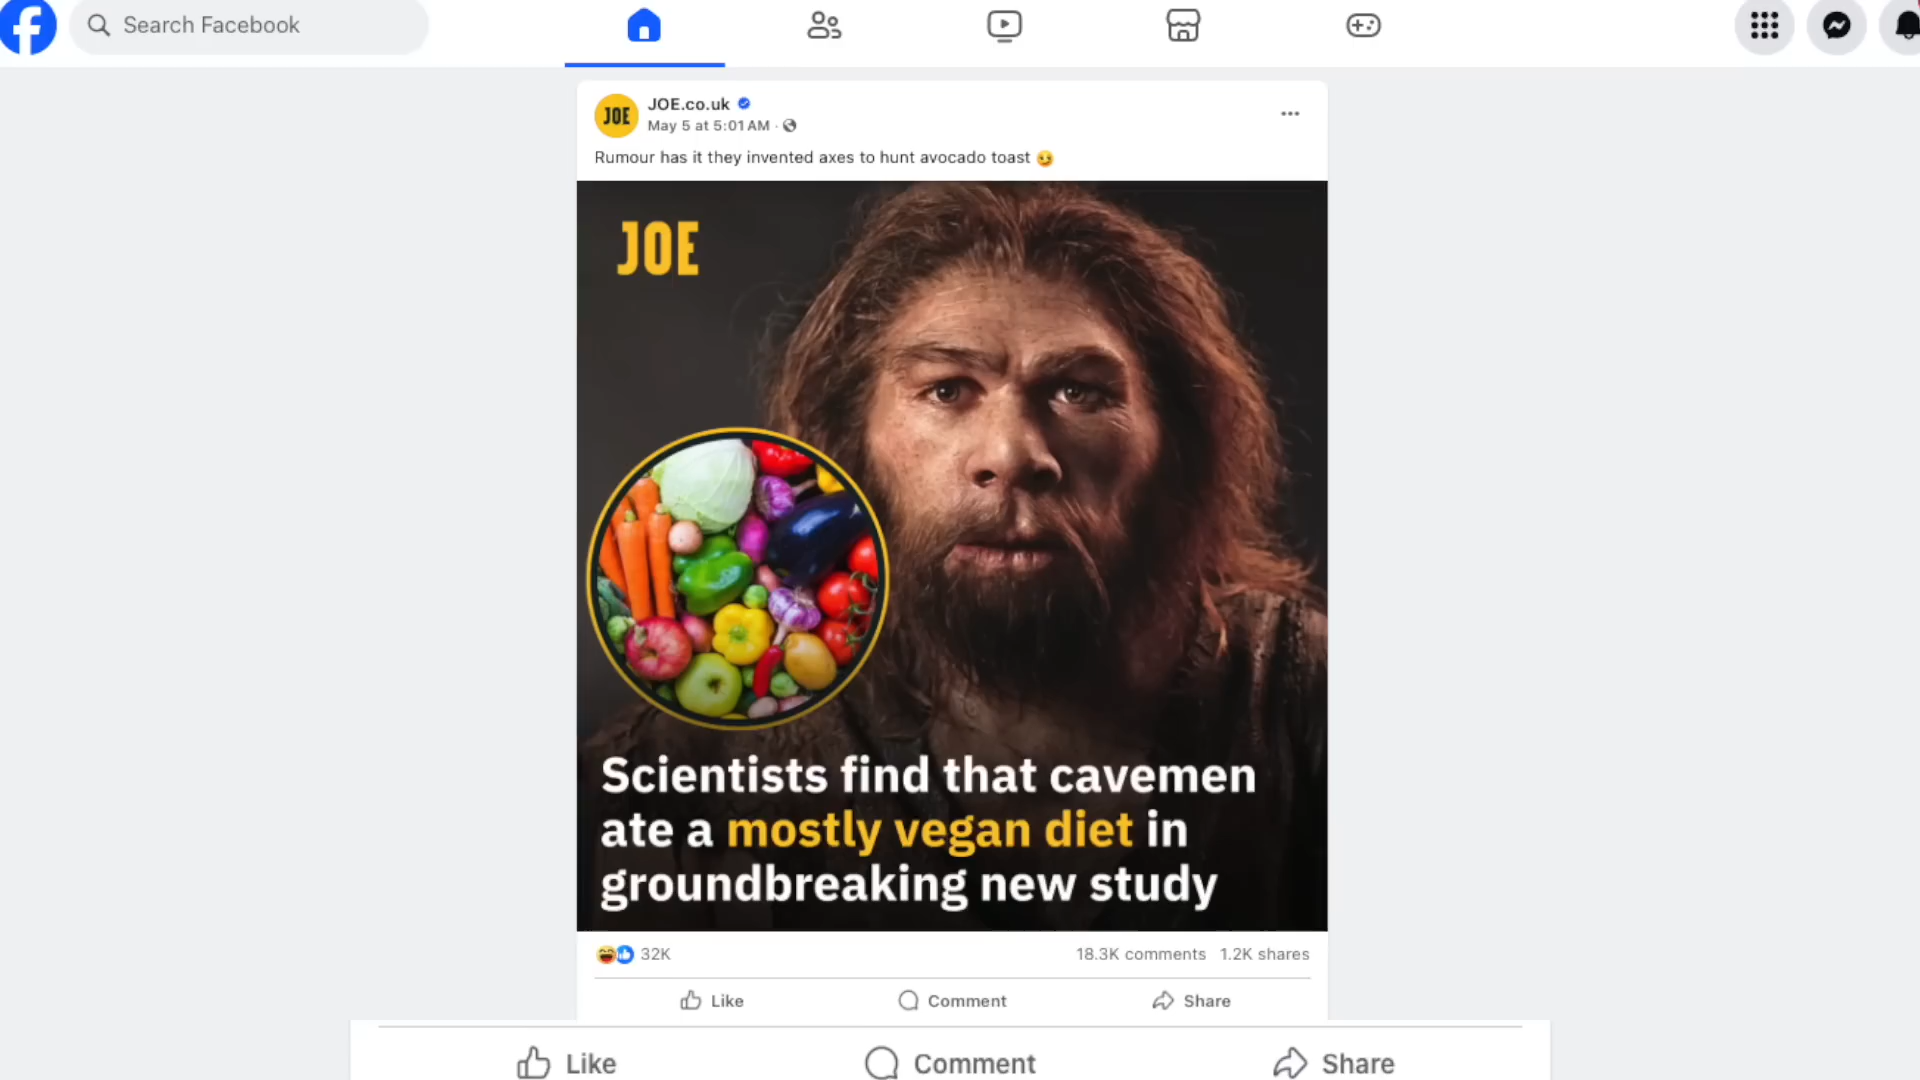 Search Facebook
JOE
JOE.co.uk
May 5 at 5:01 AM ·
Rumour has it they invented axes to hunt avocado toast 😏
JOE
Scientists find that cavemen
ate a mostly vegan diet in
groundbreaking new study
32K
18.3K comments 1.2K shares
Like Comment Share
Like Comment Share